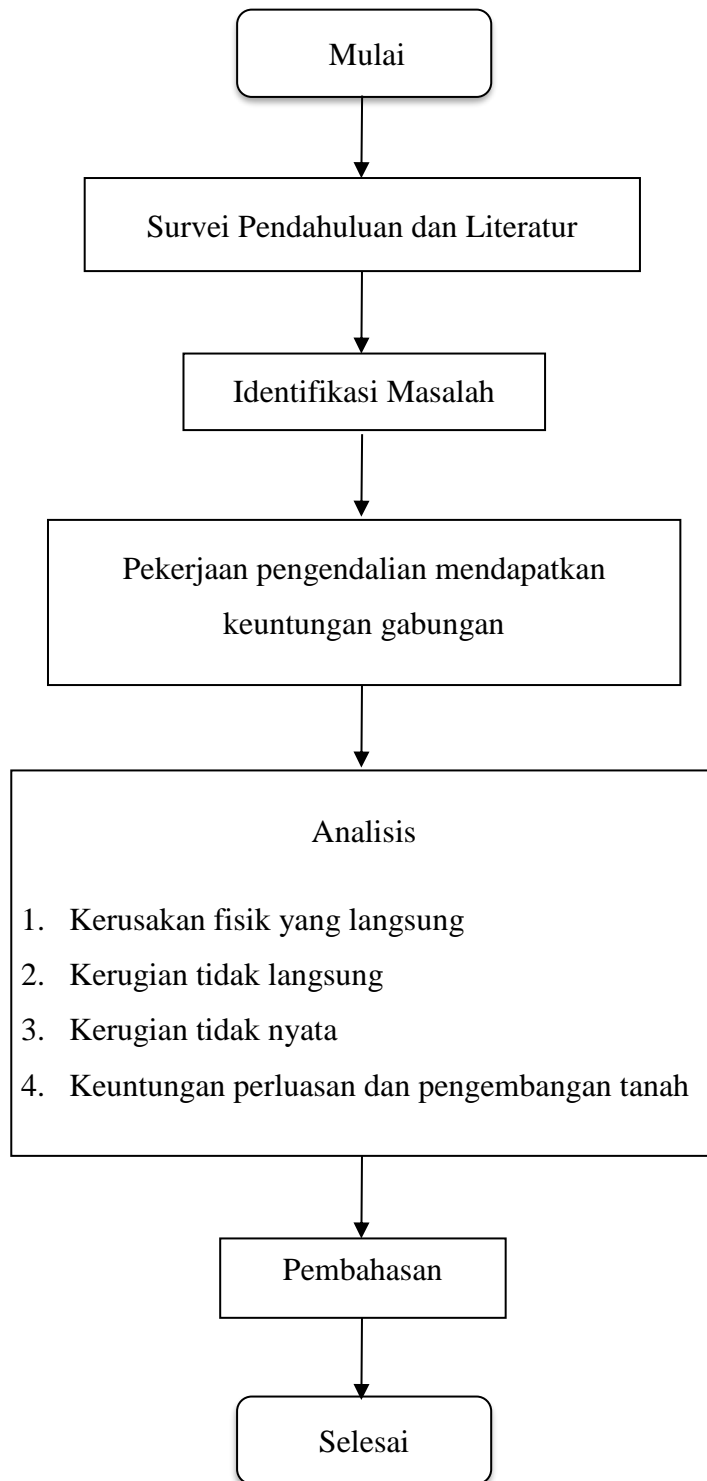 Mulai
Survei Pendahuluan dan Literatur
Identifikasi Masalah
Pekerjaan pengendalian mendapatkan
keuntungan gabungan
Analisis
1. Kerusakan fisik yang langsung
2. Kerugian tidak langsung
3. Kerugian tidak nyata
4. Keuntungan perluasan dan pengembangan tanah
Pembahasan
Selesai